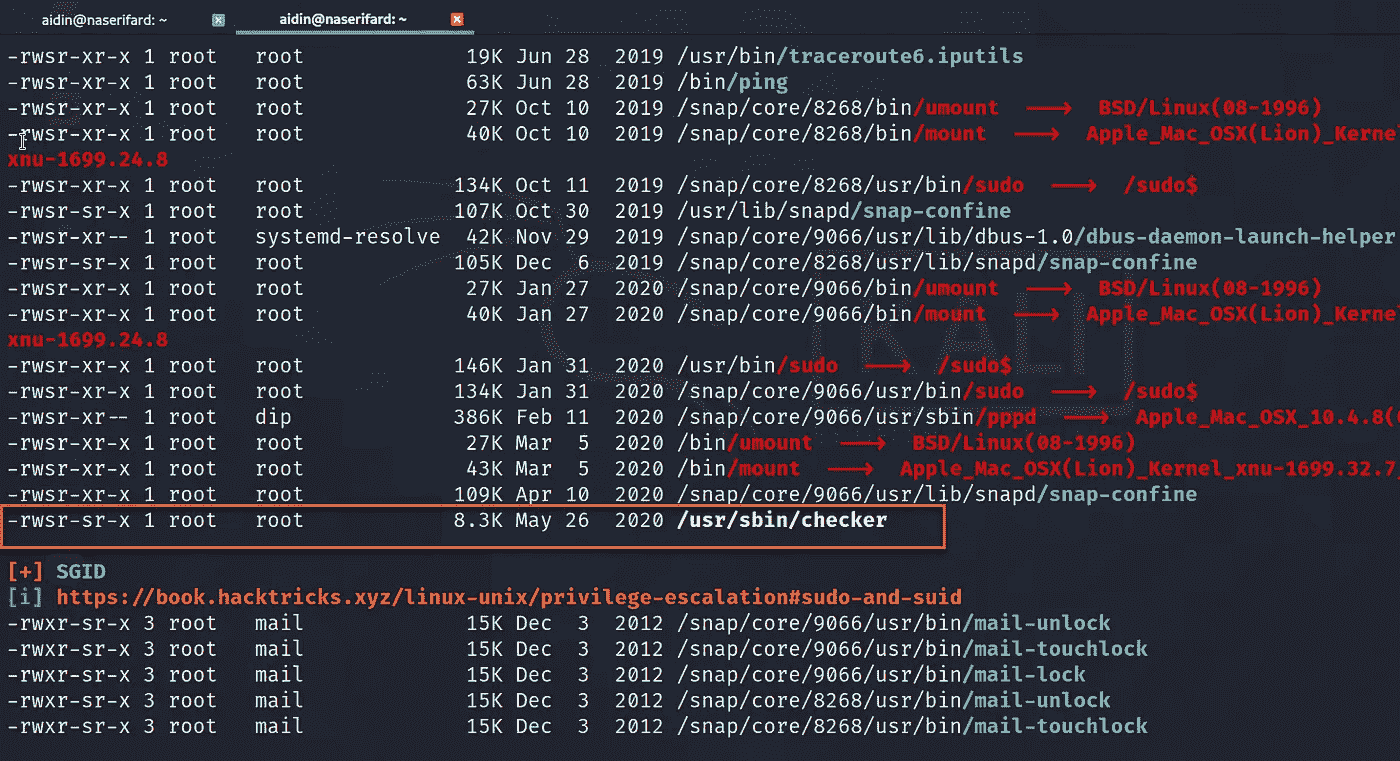 aidin@naserifard: ~ aidin@naserifard: ~
-rwsr-xr-x 1 root root 19K Jun 28 2019 /usr/bin/traceroute6.iputils
-rwsr-xr-x 1 root root 63K Jun 28 2019 /bin/ping
-rwsr-xr-x 1 root root 27K Oct 10 2019 /snap/core/8268/bin/umount ⟶ BSD/Linux(08-1996)
-rwsr-xr-x 1 root root 40K Oct 10 2019 /snap/core/8268/bin/mount ⟶ Apple_Mac_OSX(Lion)_Kernel
xnu-1699.24.8
-rwsr-xr-x 1 root root 134K Oct 11 2019 /snap/core/8268/usr/bin/sudo ⟶ /sudo$
-rwsr-sr-x 1 root root 107K Oct 30 2019 /usr/lib/snapd/snap-confine
-rwsr-xr-- 1 root systemd-resolve 42K Nov 29 2019 /snap/core/9066/usr/lib/dbus-1.0/dbus-daemon-launch-helper
-rwsr-sr-x 1 root root 105K Dec 6 2019 /snap/core/8268/usr/lib/snapd/snap-confine
-rwsr-xr-x 1 root root 27K Jan 27 2020 /snap/core/9066/bin/umount ⟶ BSD/Linux(08-1996)
-rwsr-xr-x 1 root root 40K Jan 27 2020 /snap/core/9066/bin/mount ⟶ Apple_Mac_OSX(Lion)_Kernel
xnu-1699.24.8
-rwsr-xr-x 1 root root 146K Jan 31 2020 /usr/bin/sudo ⟶ /sudo$
-rwsr-xr-x 1 root root 134K Jan 31 2020 /snap/core/9066/usr/bin/sudo ⟶ /sudo$
-rwsr-xr-- 1 root dip 386K Feb 11 2020 /snap/core/9066/usr/sbin/pppd ⟶ Apple_Mac_OSX_10.4.8(
-rwsr-xr-x 1 root root 27K Mar 5 2020 /bin/umount ⟶ BSD/Linux(08-1996)
-rwsr-xr-x 1 root root 43K Mar 5 2020 /bin/mount ⟶ Apple_Mac_OSX(Lion)_Kernel_xnu-1699.32.7
-rwsr-sr-x 1 root root 109K Apr 10 2020 /snap/core/9066/usr/lib/snapd/snap-confine
-rwsr-sr-x 1 root root 8.3K May 26 2020 /usr/sbin/checker
[+] SGID
[i] https://book.hacktricks.xyz/linux-unix/privilege-escalation#sudo-and-suid
-rwxr-sr-x 3 root mail 15K Dec 3 2012 /snap/core/9066/usr/bin/mail-unlock
-rwxr-sr-x 3 root mail 15K Dec 3 2012 /snap/core/9066/usr/bin/mail-touchlock
-rwxr-sr-x 3 root mail 15K Dec 3 2012 /snap/core/9066/usr/bin/mail-lock
-rwxr-sr-x 3 root mail 15K Dec 3 2012 /snap/core/8268/usr/bin/mail-unlock
-rwxr-sr-x 3 root mail 15K Dec 3 2012 /snap/core/8268/usr/bin/mail-touchlock
KALI